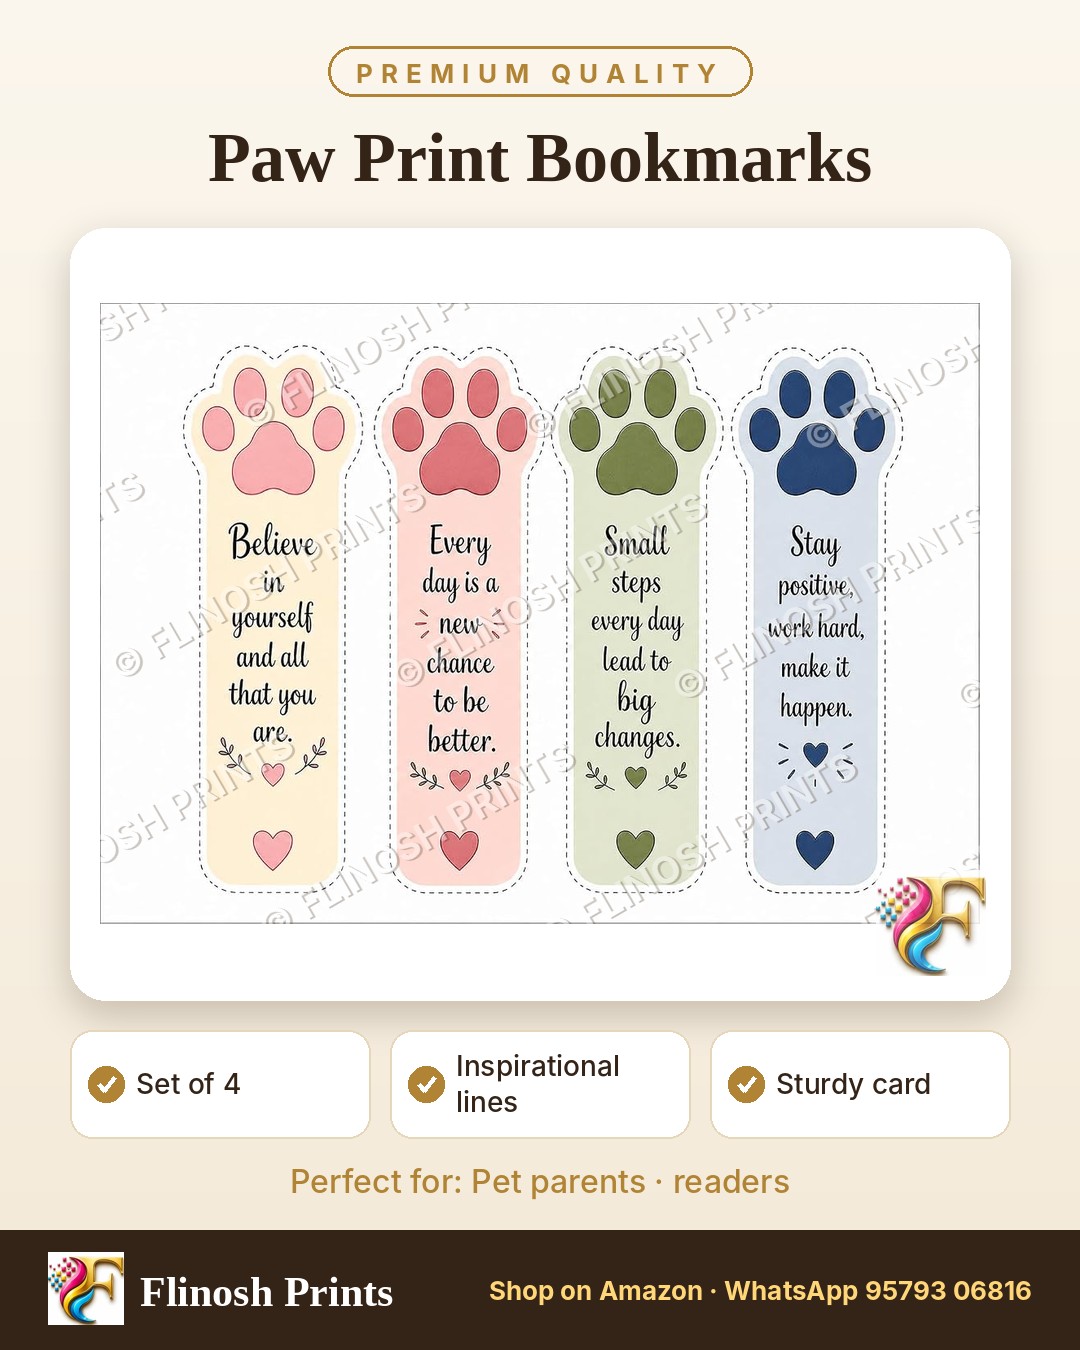 PREMIUM QUALITY
Paw Print Bookmarks
Believe
in
yourself
and all
that you
are.
Every
day is a
new
chance
to be
better.
Small
steps
every day
lead to
big
changes.
Stay
positive,
work hard,
make it
happen.
© FLINOSH PRINTS
Set of 4
Inspirational
lines
Sturdy card
Perfect for: Pet parents · readers
F
Flinosh Prints
Shop on Amazon · WhatsApp 95793 06816